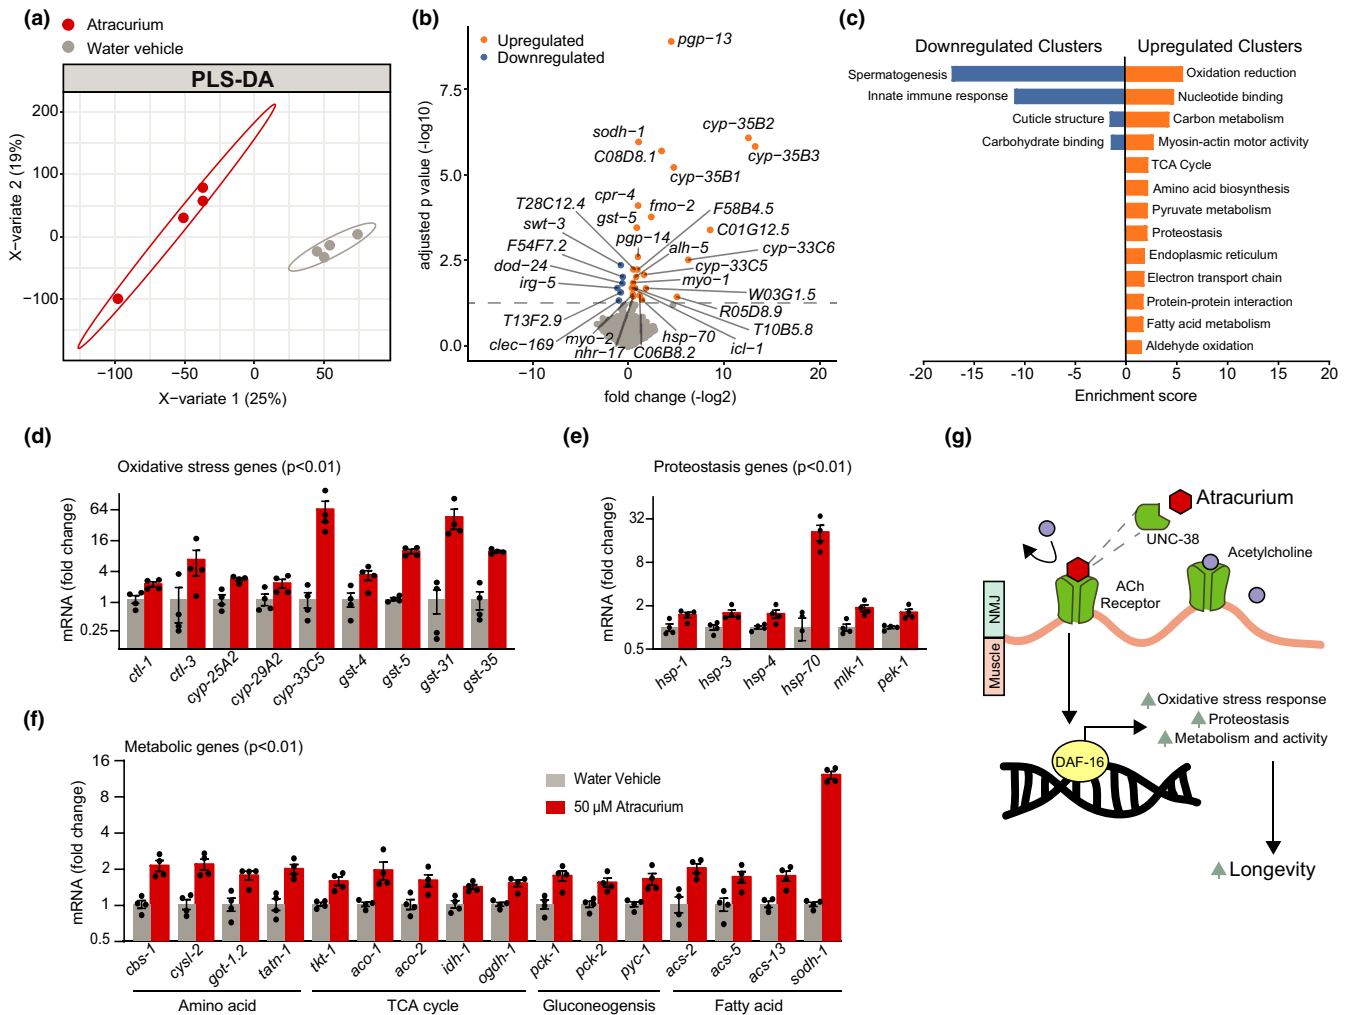 (a)
Atracurium
Water vehicle
PLS-DA
200
100
0
−100
X−variate 2 (19%)
−100
−50
0
50
X−variate 1 (25%)
(b)
Upregulated
Downregulated
pgp−13
7.5
5.0
2.5
0.0
adjusted p value (-log10)
sodh−1
cyp−35B2
C08D8.1
cyp−35B3
cyp−35B1
cpr−4
fmo−2
T28C12.4
F58B4.5
gst−5
swt−3
C01G12.5
pgp−14
F54F7.2
alh−5
cyp−33C6
dod−24
cyp−33C5
irg−5
myo−1
W03G1.5
R05D8.9
T13F2.9
T10B5.8
clec−169
myo−2
hsp−70
icl−1
nhr−17
C06B8.2
−10
0
10
20
fold change (-log2)
(c)
Downregulated Clusters
Upregulated Clusters
Spermatogenesis
Oxidation reduction
Innate immune response
Nucleotide binding
Cuticle structure
Carbon metabolism
Carbohydrate binding
Myosin-actin motor activity
TCA Cycle
Amino acid biosynthesis
Pyruvate metabolism
Proteostasis
Endoplasmic reticulum
Electron transport chain
Protein-protein interaction
Fatty acid metabolism
Aldehyde oxidation
-20
-15
-10
-5
0
5
10
15
20
Enrichment score
(d)
Oxidative stress genes (p<0.01)
mRNA (fold change)
64
16
4
1
0.25
ctl-1
ctl-3
cyp-25A2
cyp-29A2
cyp-33C5
gst-4
gst-5
gst-31
gst-35
(e)
Proteostasis genes (p<0.01)
mRNA (fold change)
32
8
2
0.5
hsp-1
hsp-3
hsp-4
hsp-70
mlk-1
pek-1
(f)
Metabolic genes (p<0.01)
mRNA (fold change)
16
8
4
2
1
0.5
Water Vehicle
50 µM Atracurium
cbs-1
cysl-2
got-1.2
tatn-1
tkt-1
aco-1
aco-2
idh-1
ogdh-1
pck-1
pck-2
pyc-1
acs-2
acs-5
acs-13
sodh-1
Amino acid
TCA cycle
Gluconeogensis
Fatty acid
(g)
Atracurium
UNC-38
Acetylcholine
ACh
Receptor
NMJ
Muscle
Oxidative stress response
Proteostasis
Metabolism and activity
DAF-16
Longevity